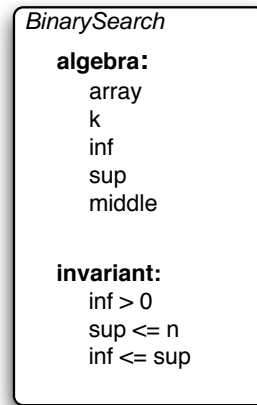 BinarySearch
algebra:
array
k
inf
sup
middle
invariant:
inf > 0
sup <= n
inf <= sup